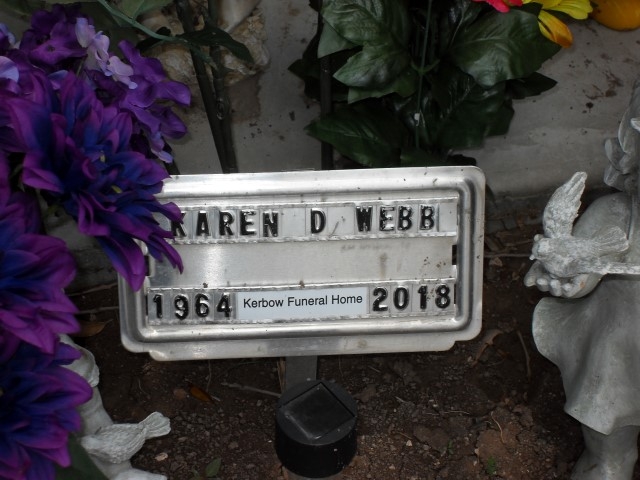 KAREN D WEBB
1964 Kerbow Funeral Home 2018